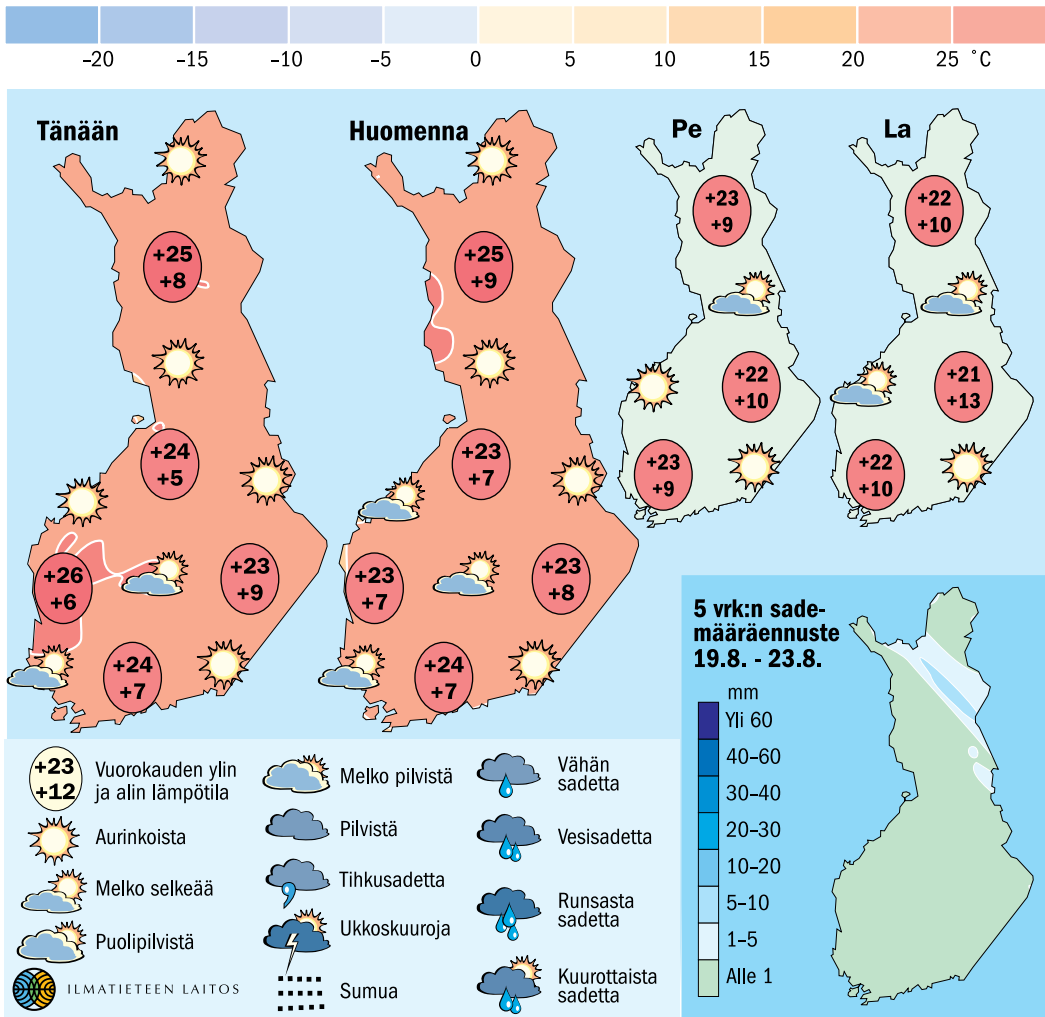 –20 –15 –10 –5 0 5 10 15 20 25 °C
Tänään
+25
+8
+24
+5
+26
+6
+23
+9
+24
+7
Huomenna
+25
+9
+23
+7
+23
+7
+23
+8
+24
+7
Pe
+23
+9
+22
+10
+23
+9
La
+22
+10
+21
+13
+22
+10
5 vrk:n sade-
määräennuste
19.8. - 23.8.
mm
Yli 60
40–60
30–40
20–30
10–20
5–10
1–5
Alle 1
+23
+12
Vuorokauden ylin
ja alin lämpötila
Aurinkoista
Melko selkeää
Puolipilvistä
ILMATIETEEN LAITOS
Melko pilvistä
Pilvistä
Tihkusadetta
Ukkoskuuroja
Sumua
Vähän
sadetta
Vesisadetta
Runsasta
sadetta
Kuurottaista
sadetta